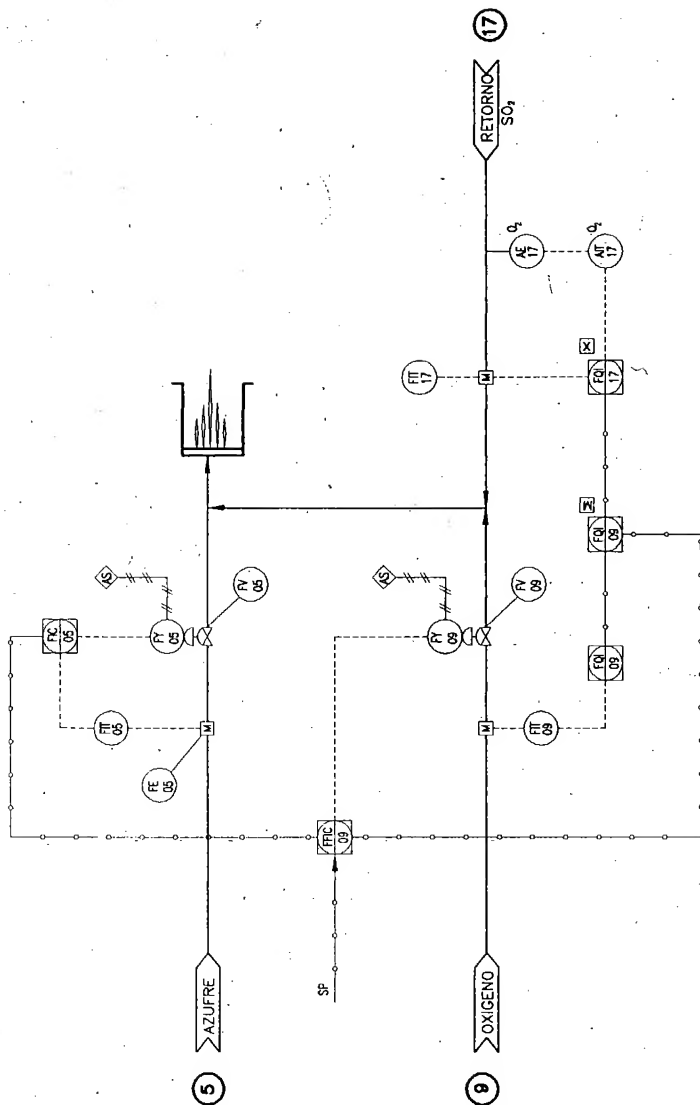 FIC
05
AS
FIT
05
FE
05
FY
05
5
AZUFRE
M
FV
05
SP
FFIC
09
AS
FIT
17
FY
09
9
OXIGENO
M
M
RETORNO
17
SO₂
FV
09
O₂
AE
17
FIT
09
Σ
X
O₂
FQI
09
FQI
09
FQI
17
AIT
17